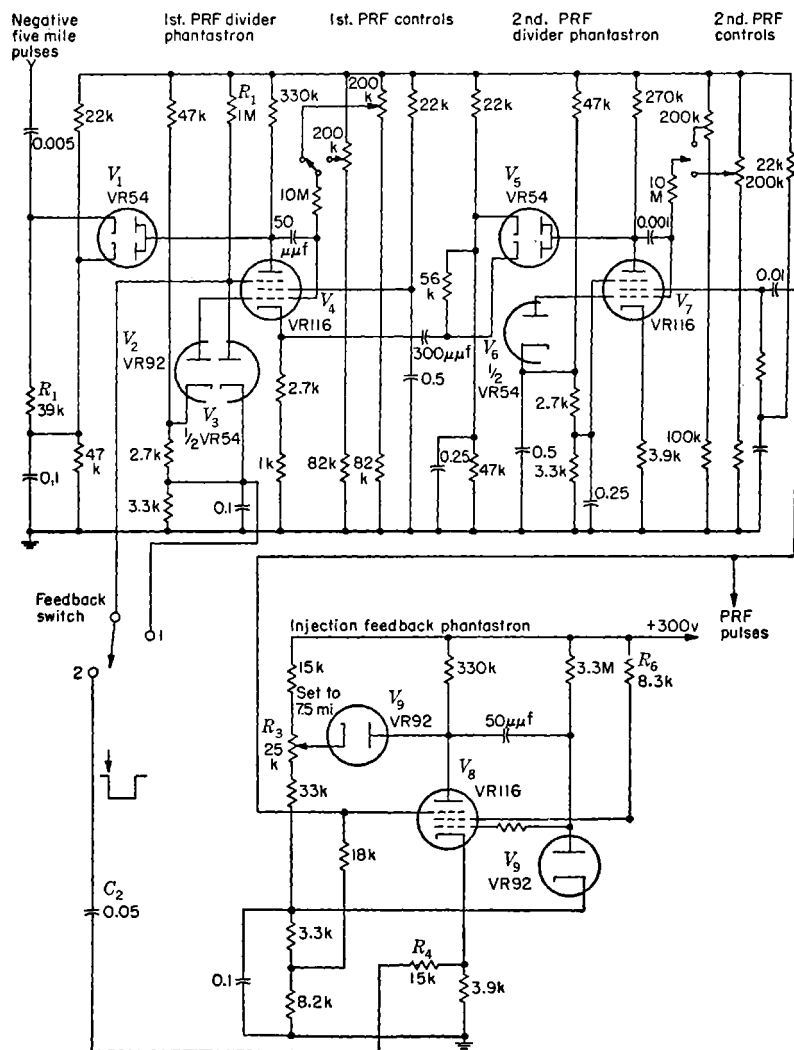 Negative
five mile
pulses
1st. PRF divider
phantastron
1st. PRF controls
2nd. PRF
divider phantastron
2nd. PRF
controls
22k
47k
R₁
1M
330k
200
k
22k
22k
47k
270k
200k
0.005
200
k
22k
200k
V₁
VR54
10M
V₅
VR54
10
M
50
μμf
0.001
0.01
V₄
VR116
56
k
V₇
VR116
V₂
VR92
300μμf
V₆
½
VR54
R₁
39k
2.7k
0.5
V₃
½VR54
2.7k
2.7k
47
k
1k
82k
82
k
0.25
47k
0.5
3.3k
3.9k
100k
0.1
3.3k
0.1
0.25
Feedback
switch
1
2
PRF
pulses
Injection feedback phantastron
+300v
15k
330k
3.3M
R₆
8.3k
Set to
7.5 mi
V₉
VR92
50μμf
R₃
25
k
33k
V₈
VR116
18k
V₉
VR92
C₂
0.05
3.3k
R₄
15k
0.1
8.2k
3.9k